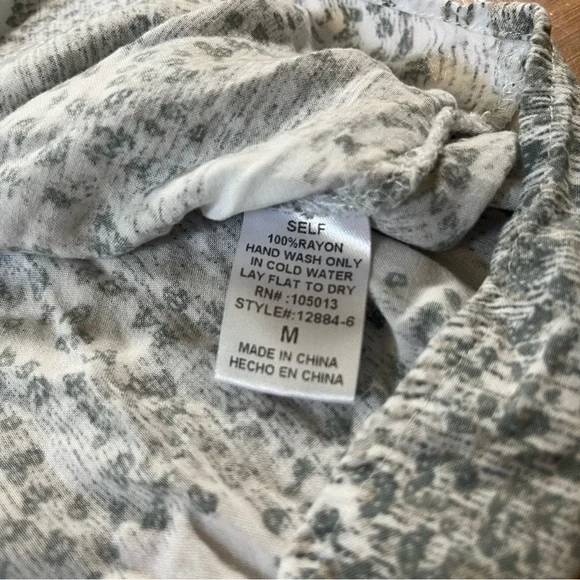 SELF
100%RAYON
HAND WASH ONLY
IN COLD WATER
LAY FLAT TO DRY
RN# :105013
STYLE#:12884-6
M
MADE IN CHINA
HECHO EN CHINA